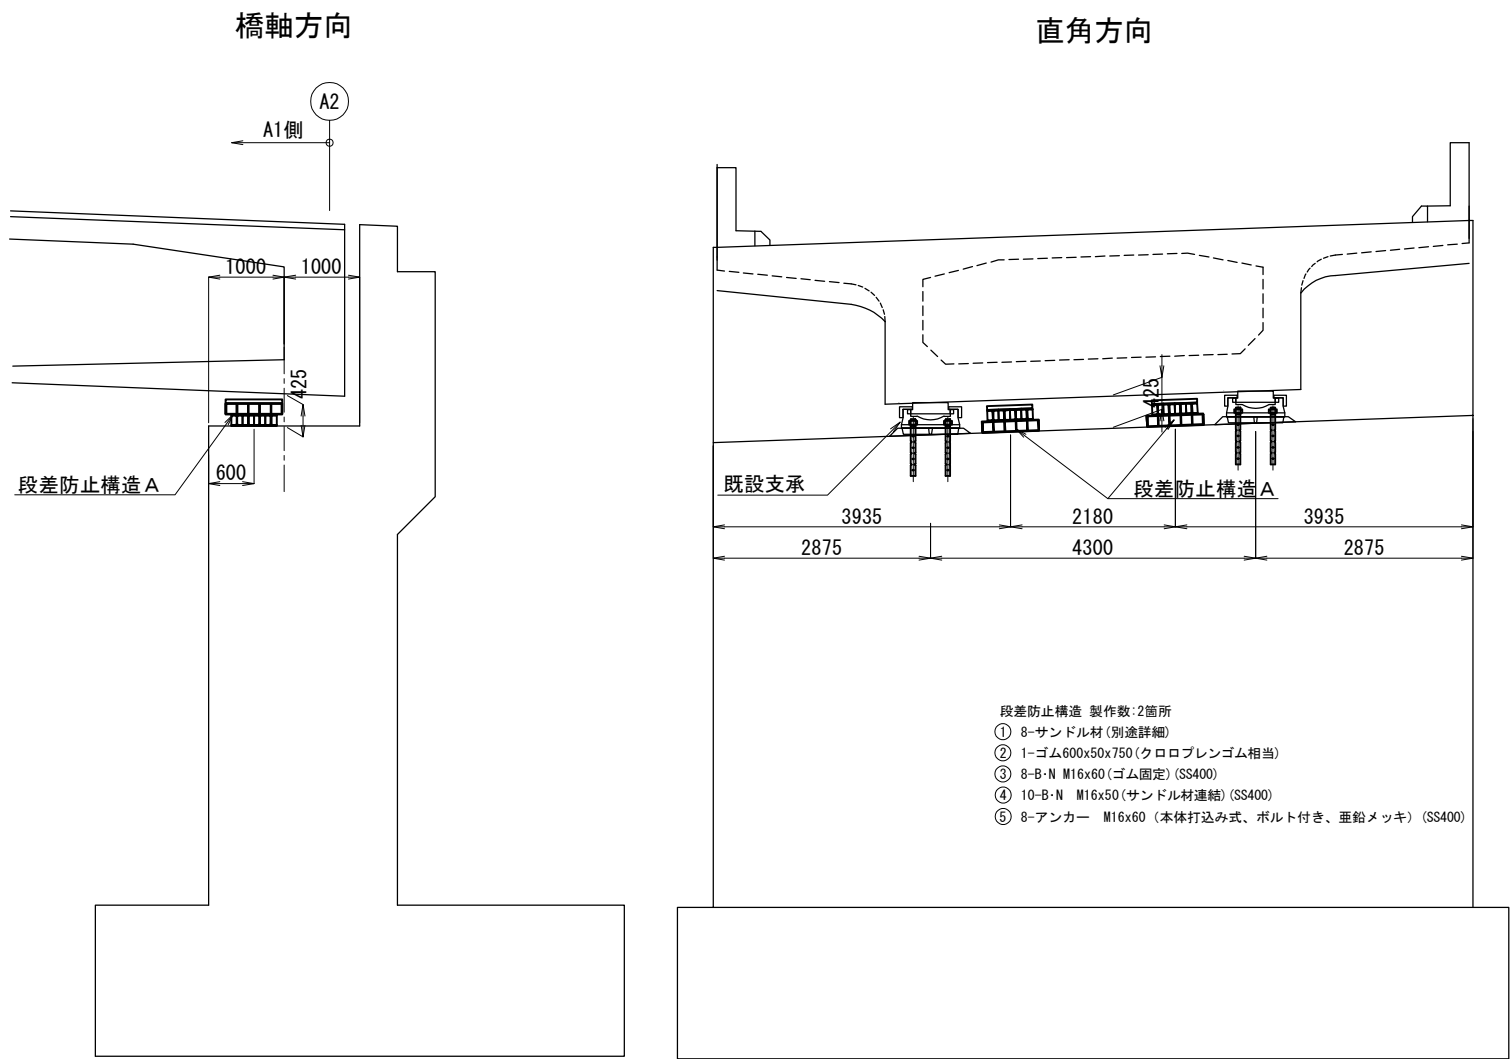 橋軸方向
直角方向
A2
A1側
1000
1000
425
600
段差防止構造A
425
既設支承
段差防止構造A
3935
2180
3935
2875
4300
2875
段差防止構造 製作数:2箇所
① 8-サンドル材(別途詳細)
② 1-ゴム600x50x750(クロロプレンゴム相当)
③ 8-B·N M16x60(ゴム固定)(SS400)
④ 10-B·N M16x50(サンドル材連結)(SS400)
⑤ 8-アンカー M16x60 (本体打込み式、ボルト付き、亜鉛メッキ) (SS400)